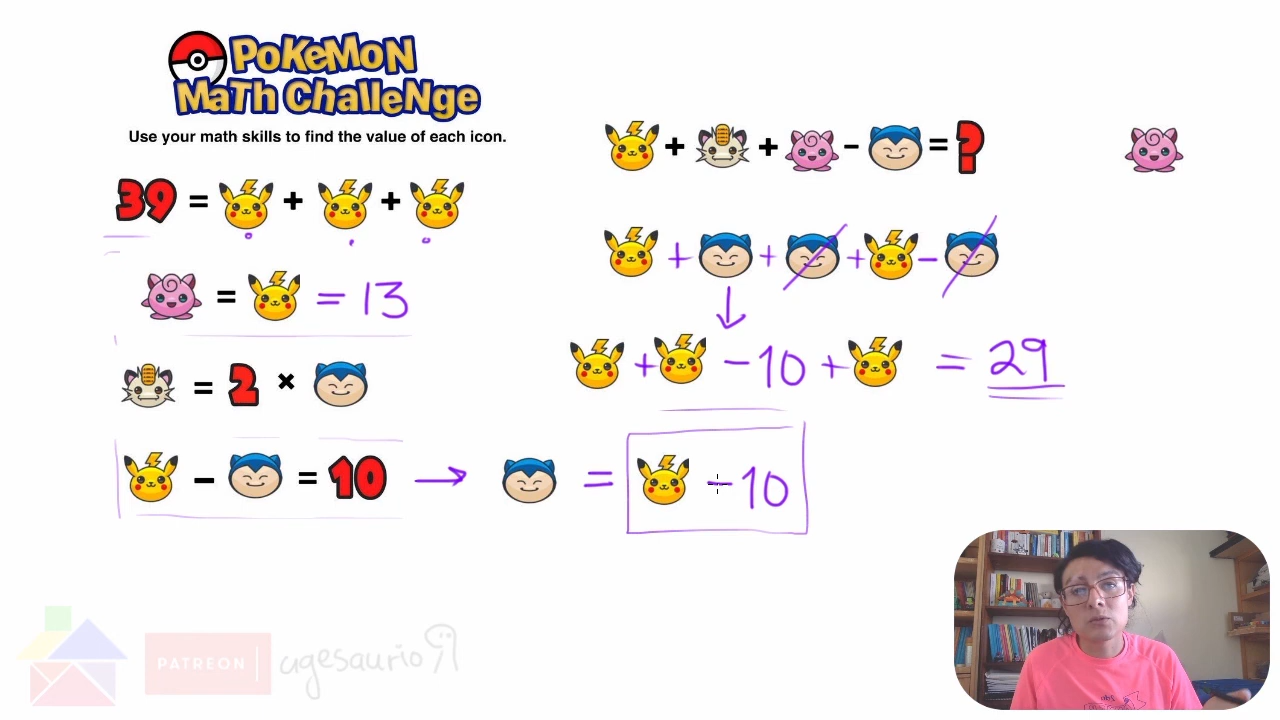 PoKeMoN
MaTh ChalleNge
Use your math skills to find the value of each icon.
39 = + +
= = 13
= 2 ×
- = 10 →
+ + - = ?
+ + + -
+ - 10 + = 29
= - 10
PATREON | agesaurio